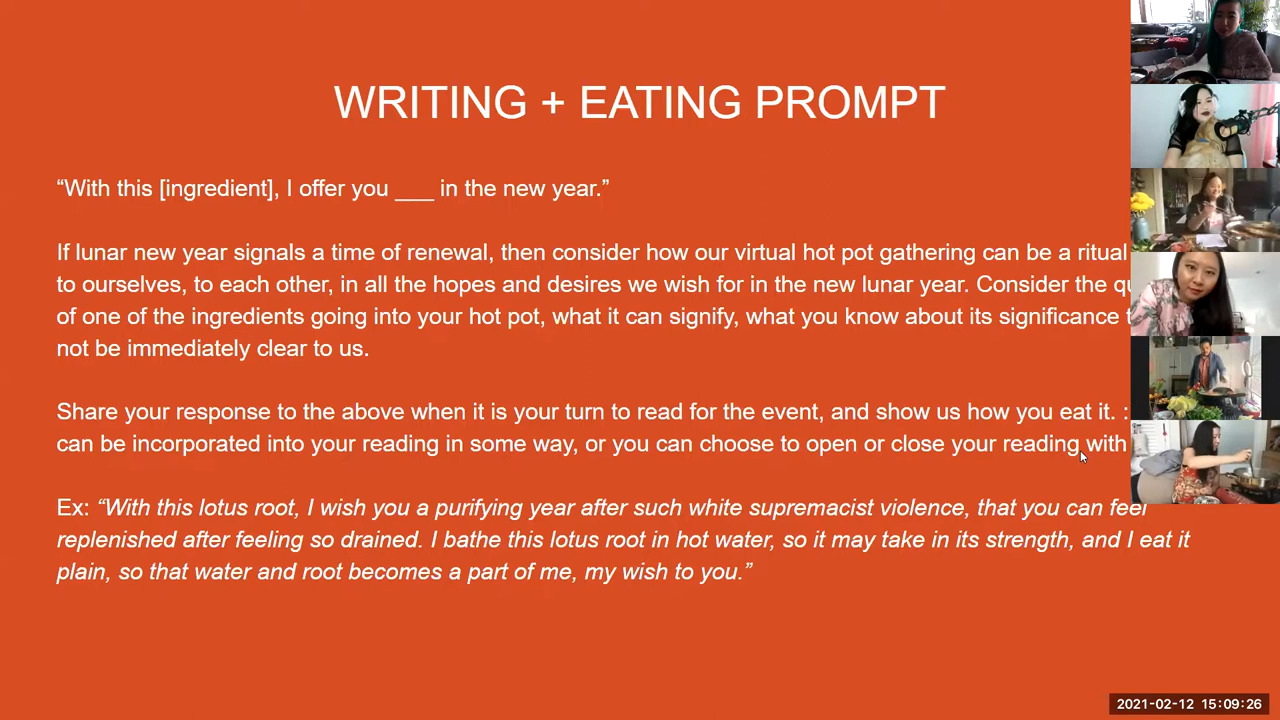 WRITING + EATING PROMPT
“With this [ingredient], I offer you ___ in the new year.”
If lunar new year signals a time of renewal, then consider how our virtual hot pot gathering can be a ritual
to ourselves, to each other, in all the hopes and desires we wish for in the new lunar year. Consider the
of one of the ingredients going into your hot pot, what it can signify, what you know about its significance
not be immediately clear to us.
Share your response to the above when it is your turn to read for the event, and show us how you eat it. :
can be incorporated into your reading in some way, or you can choose to open or close your reading with
Ex: “With this lotus root, I wish you a purifying year after such white supremacist violence, that you can feel
replenished after feeling so drained. I bathe this lotus root in hot water, so it may take in its strength, and I eat it
plain, so that water and root becomes a part of me, my wish to you.”
2021-02-12 15:09:26